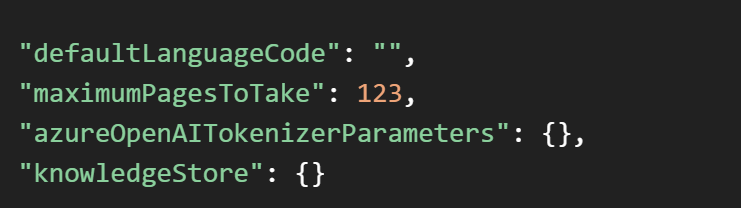 "defaultLanguageCode": "",
"maximumPagesToTake": 123,
"azureOpenAITokenizerParameters": {},
"knowledgeStore": {}